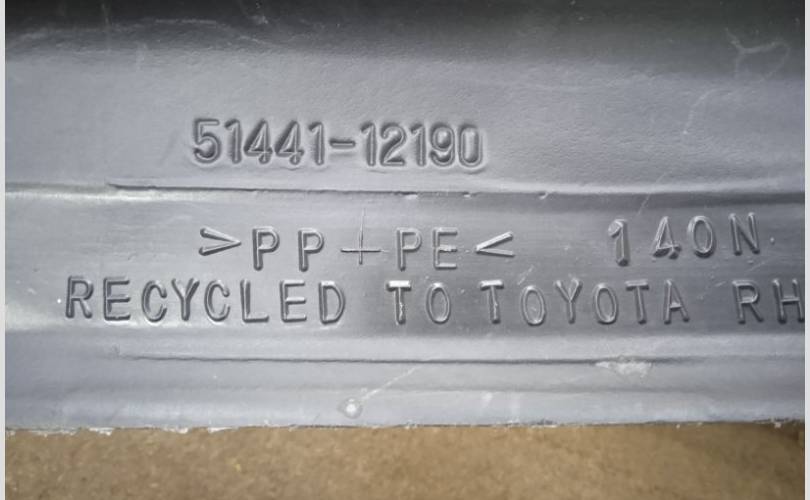 51441-12190
>PP+PE< 140N
RECYCLED TO TOYOTA RH